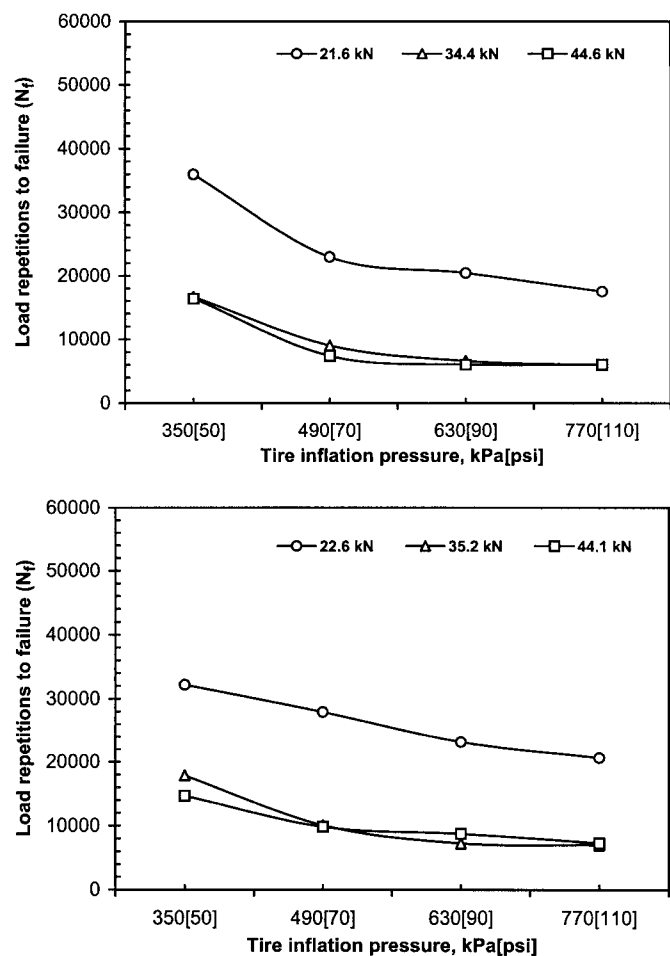 60000
21.6 kN 34.4 kN 44.6 kN
50000
40000
30000
20000
10000
0
Load repetitions to failure (Nf)
350[50] 490[70] 630[90] 770[110]
Tire inflation pressure, kPa[psi]
60000
22.6 kN 35.2 kN 44.1 kN
50000
40000
30000
20000
10000
0
Load repetitions to failure (Nf)
350[50] 490[70] 630[90] 770[110]
Tire inflation pressure, kPa[psi]